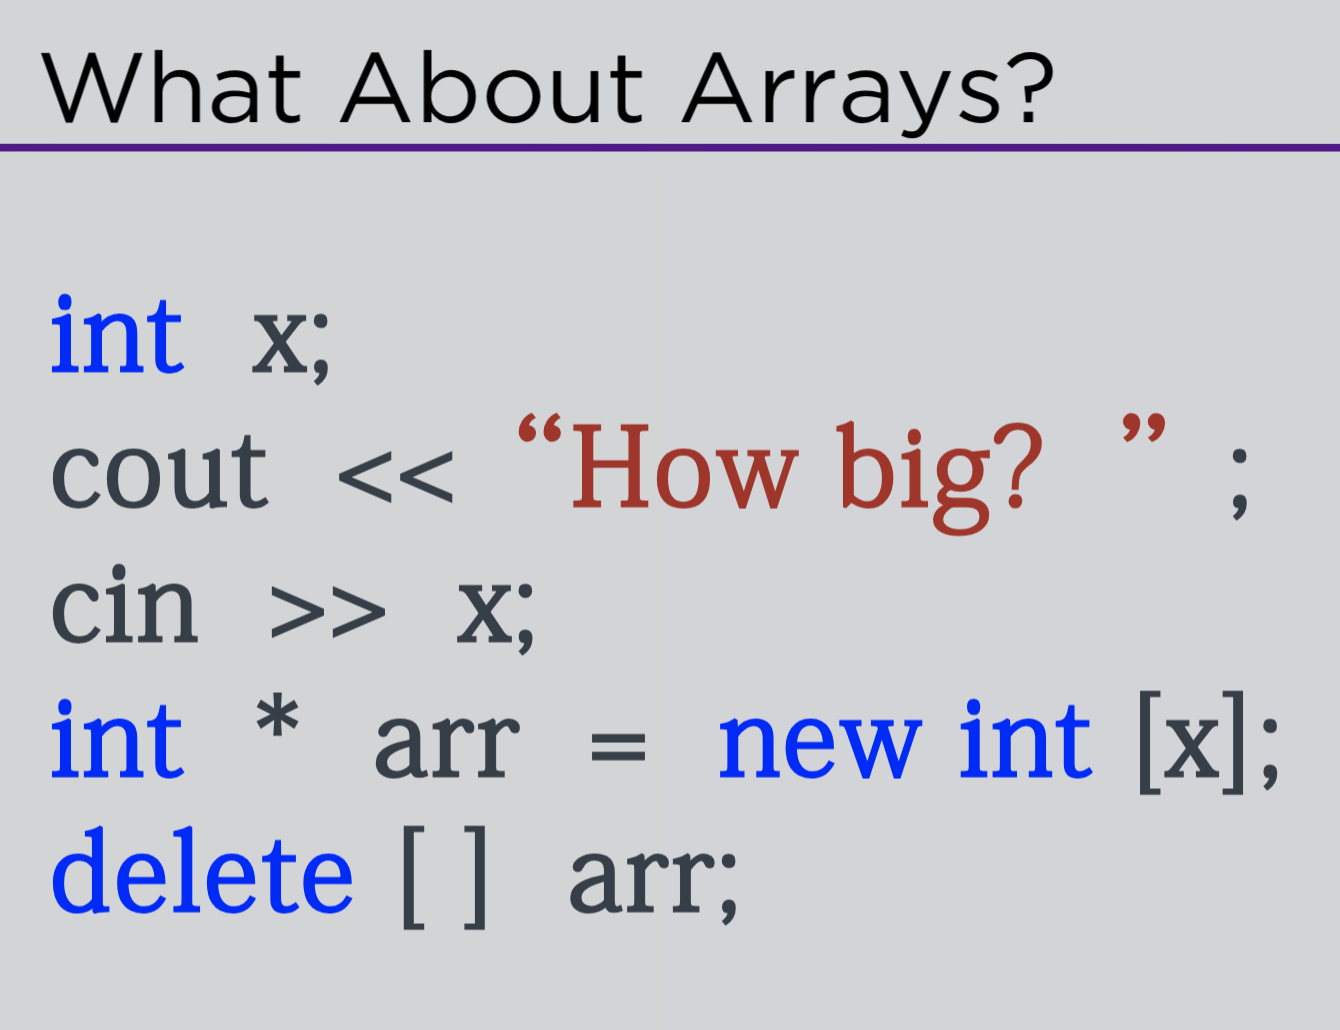 What About Arrays?
int x;
cout << “How big? ” ;
cin >> x;
int * arr = new int [x];
delete [ ] arr;